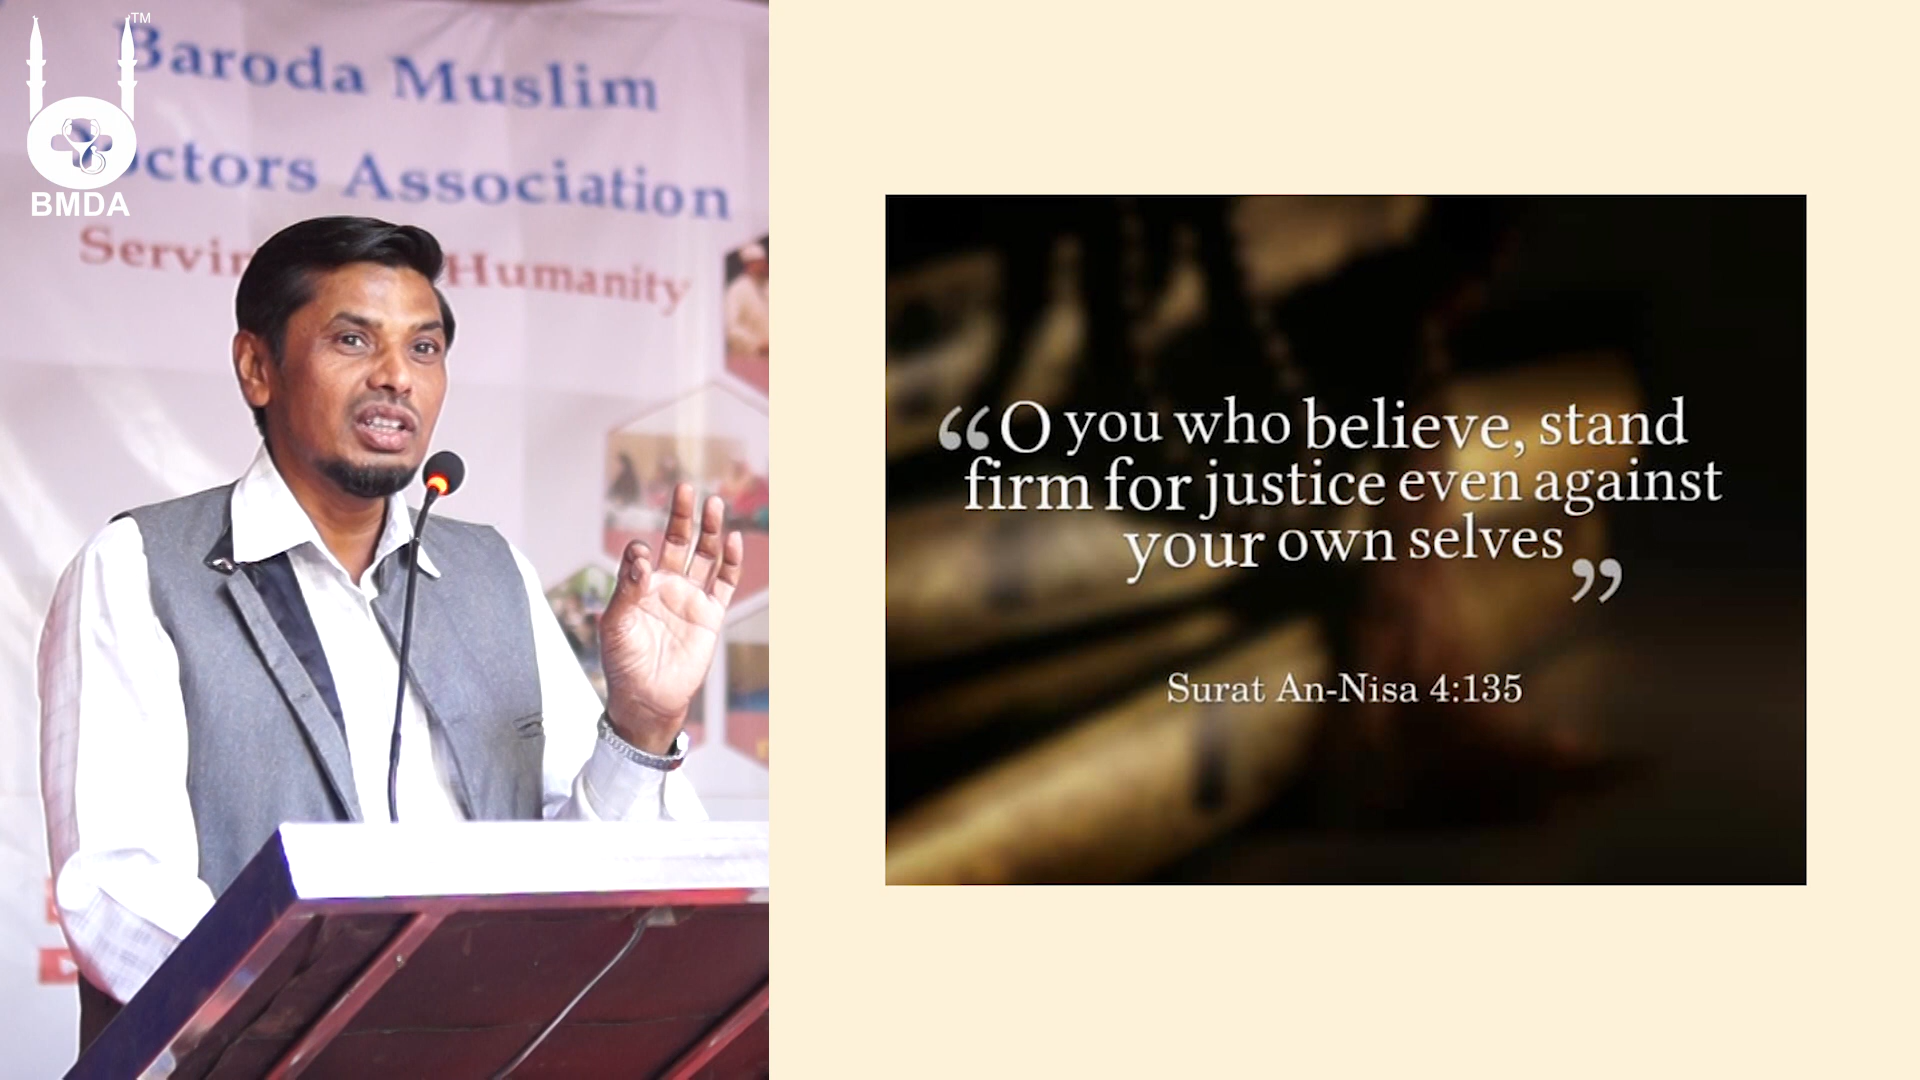 TM
BMDA
Baroda Muslim
ctors Association
Servin Humanity
“O you who believe, stand
firm for justice even against
your own selves”
Surat An-Nisa 4:135